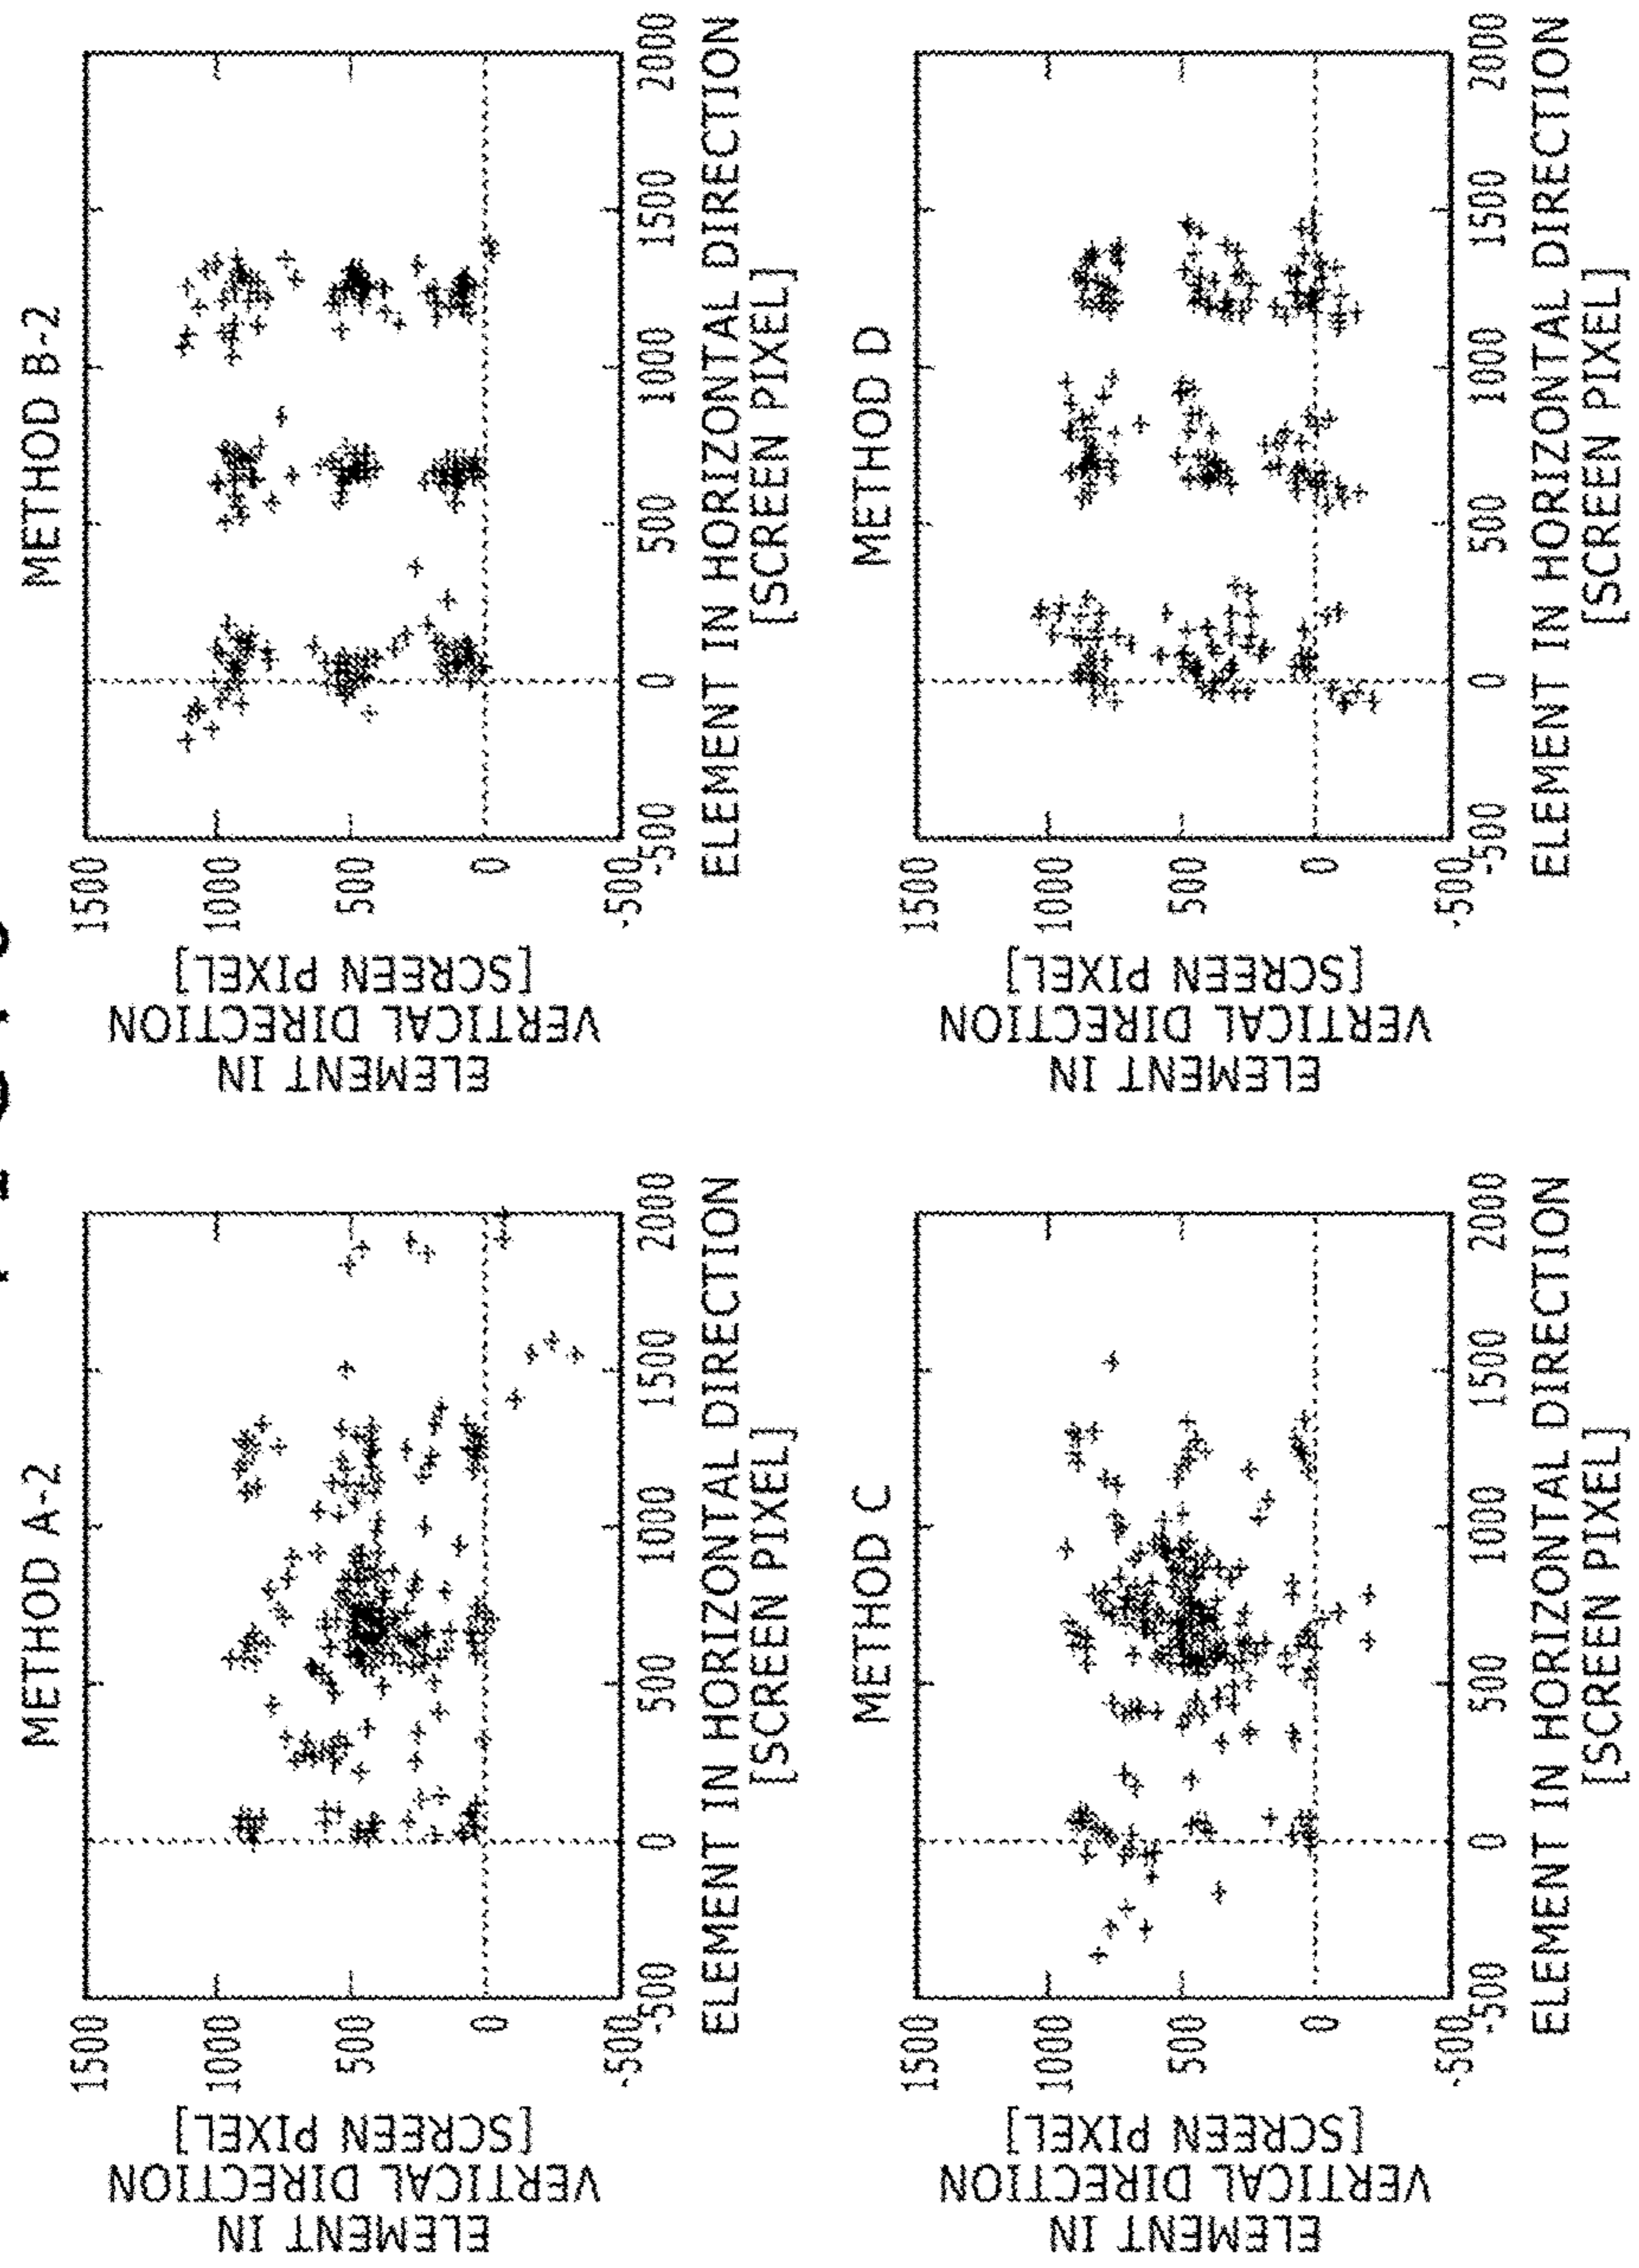 METHOD A-2
ELEMENT IN
VERTICAL DIRECTION
[SCREEN PIXEL]
1500
1000
500
0
-500
-500 0 500 1000 1500 2000
ELEMENT IN HORIZONTAL DIRECTION
[SCREEN PIXEL]
METHOD B-2
ELEMENT IN
VERTICAL DIRECTION
[SCREEN PIXEL]
1500
1000
500
0
-500
-500 0 500 1000 1500 2000
ELEMENT IN HORIZONTAL DIRECTION
[SCREEN PIXEL]
METHOD C
ELEMENT IN
VERTICAL DIRECTION
[SCREEN PIXEL]
1500
1000
500
0
-500
-500 0 500 1000 1500 2000
ELEMENT IN HORIZONTAL DIRECTION
[SCREEN PIXEL]
METHOD D
ELEMENT IN
VERTICAL DIRECTION
[SCREEN PIXEL]
1500
1000
500
0
-500
-500 0 500 1000 1500 2000
ELEMENT IN HORIZONTAL DIRECTION
[SCREEN PIXEL]